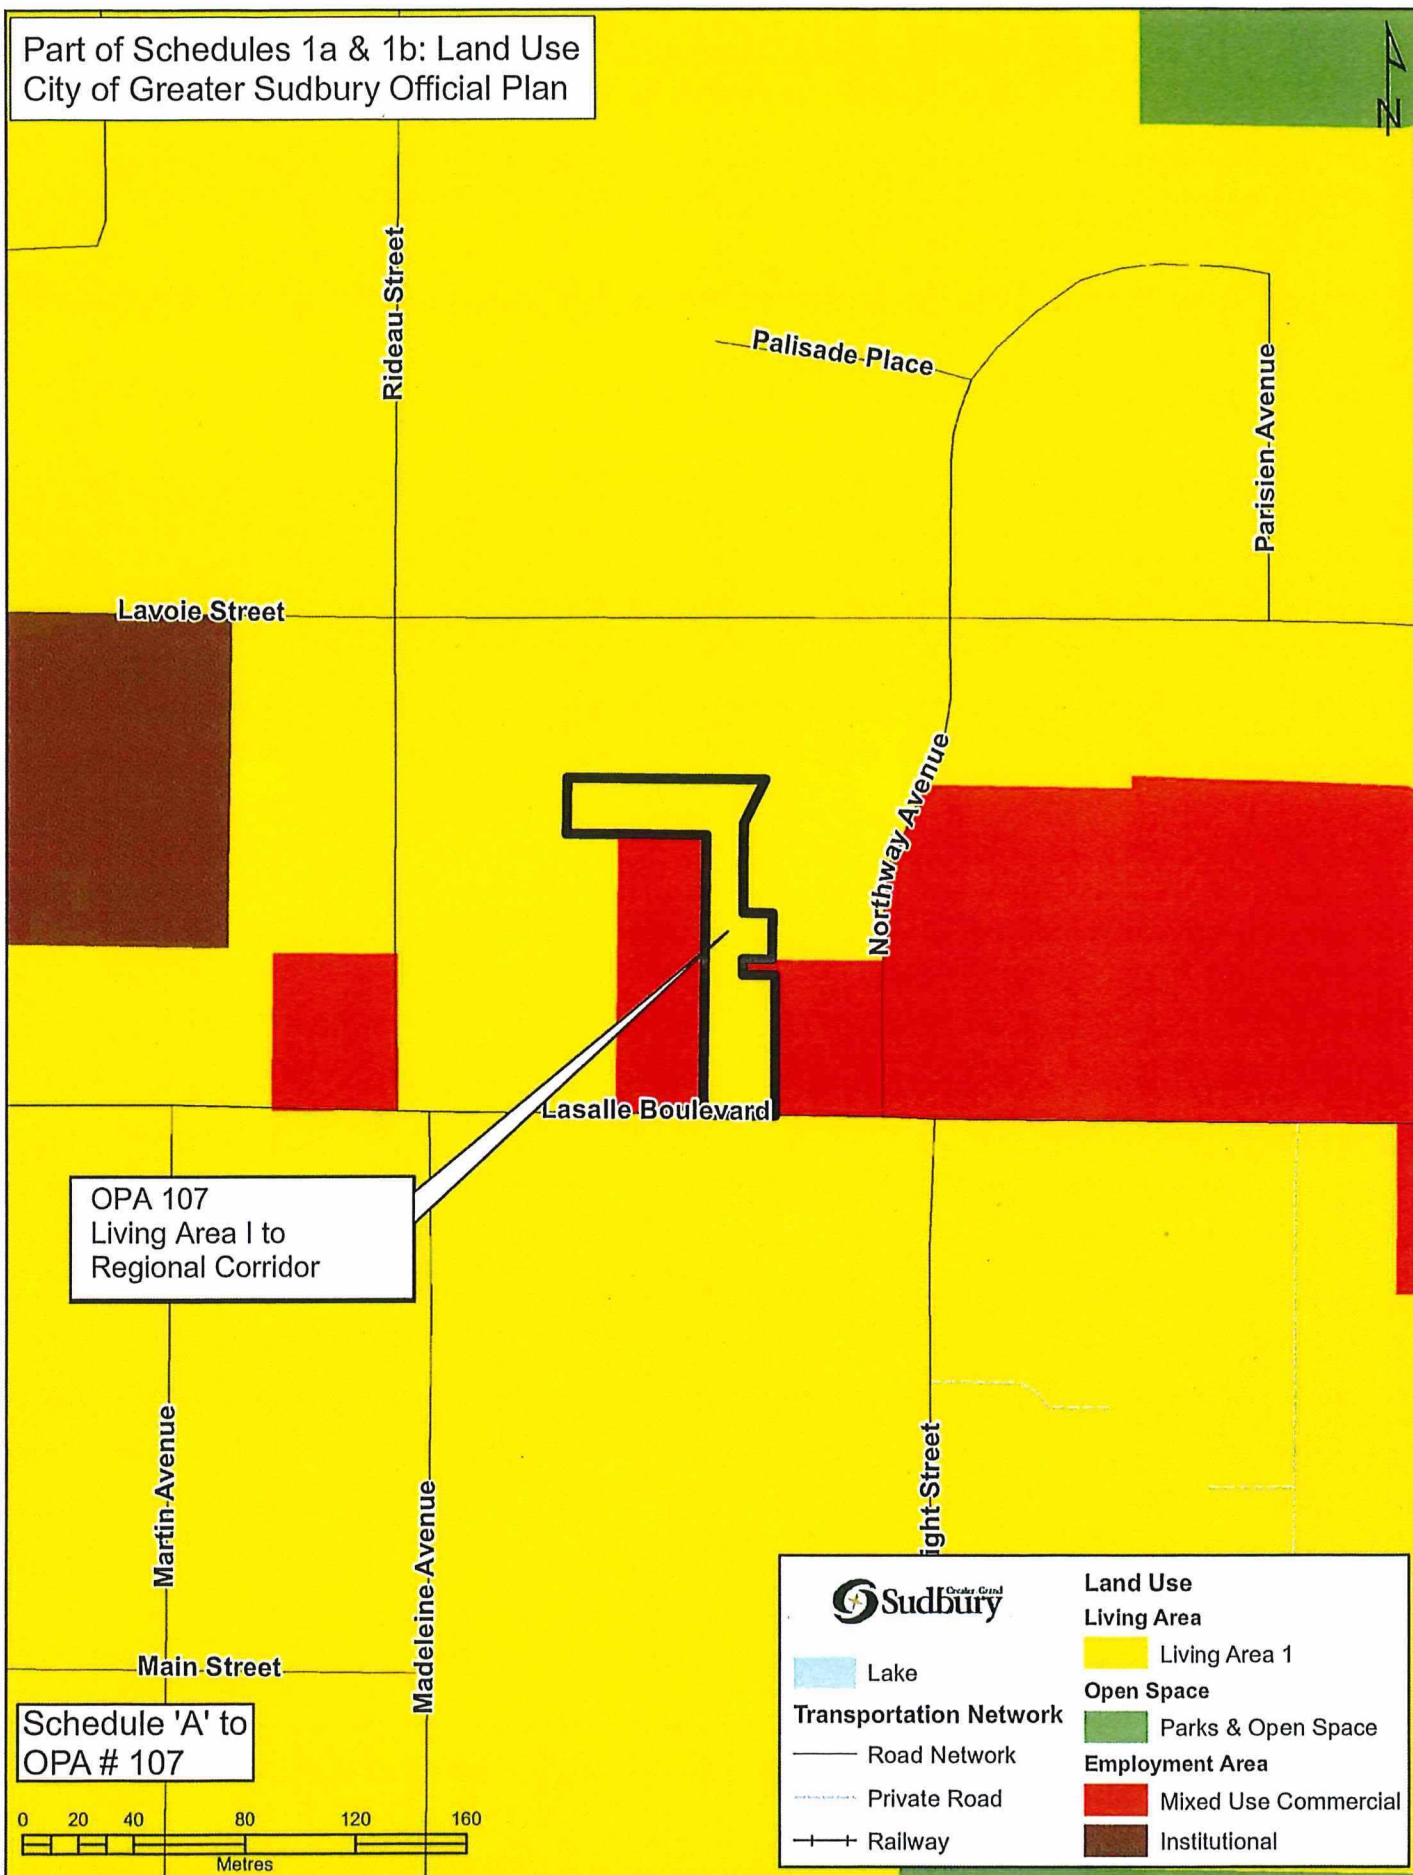 Part of Schedules 1a & 1b: Land Use
City of Greater Sudbury Official Plan
N
Rideau Street
Palisade Place
Parisien Avenue
Lavoie Street
Northway Avenue
Lasalle Boulevard
OPA 107
Living Area I to
Regional Corridor
Martin Avenue
Madeleine Avenue
ight Street
Main Street
Schedule 'A' to
OPA # 107
0 20 40 80 120 160
Metres
Greater Grand
Sudbury
Lake
Transportation Network
Road Network
Private Road
Railway
Land Use
Living Area
Living Area 1
Open Space
Parks & Open Space
Employment Area
Mixed Use Commercial
Institutional